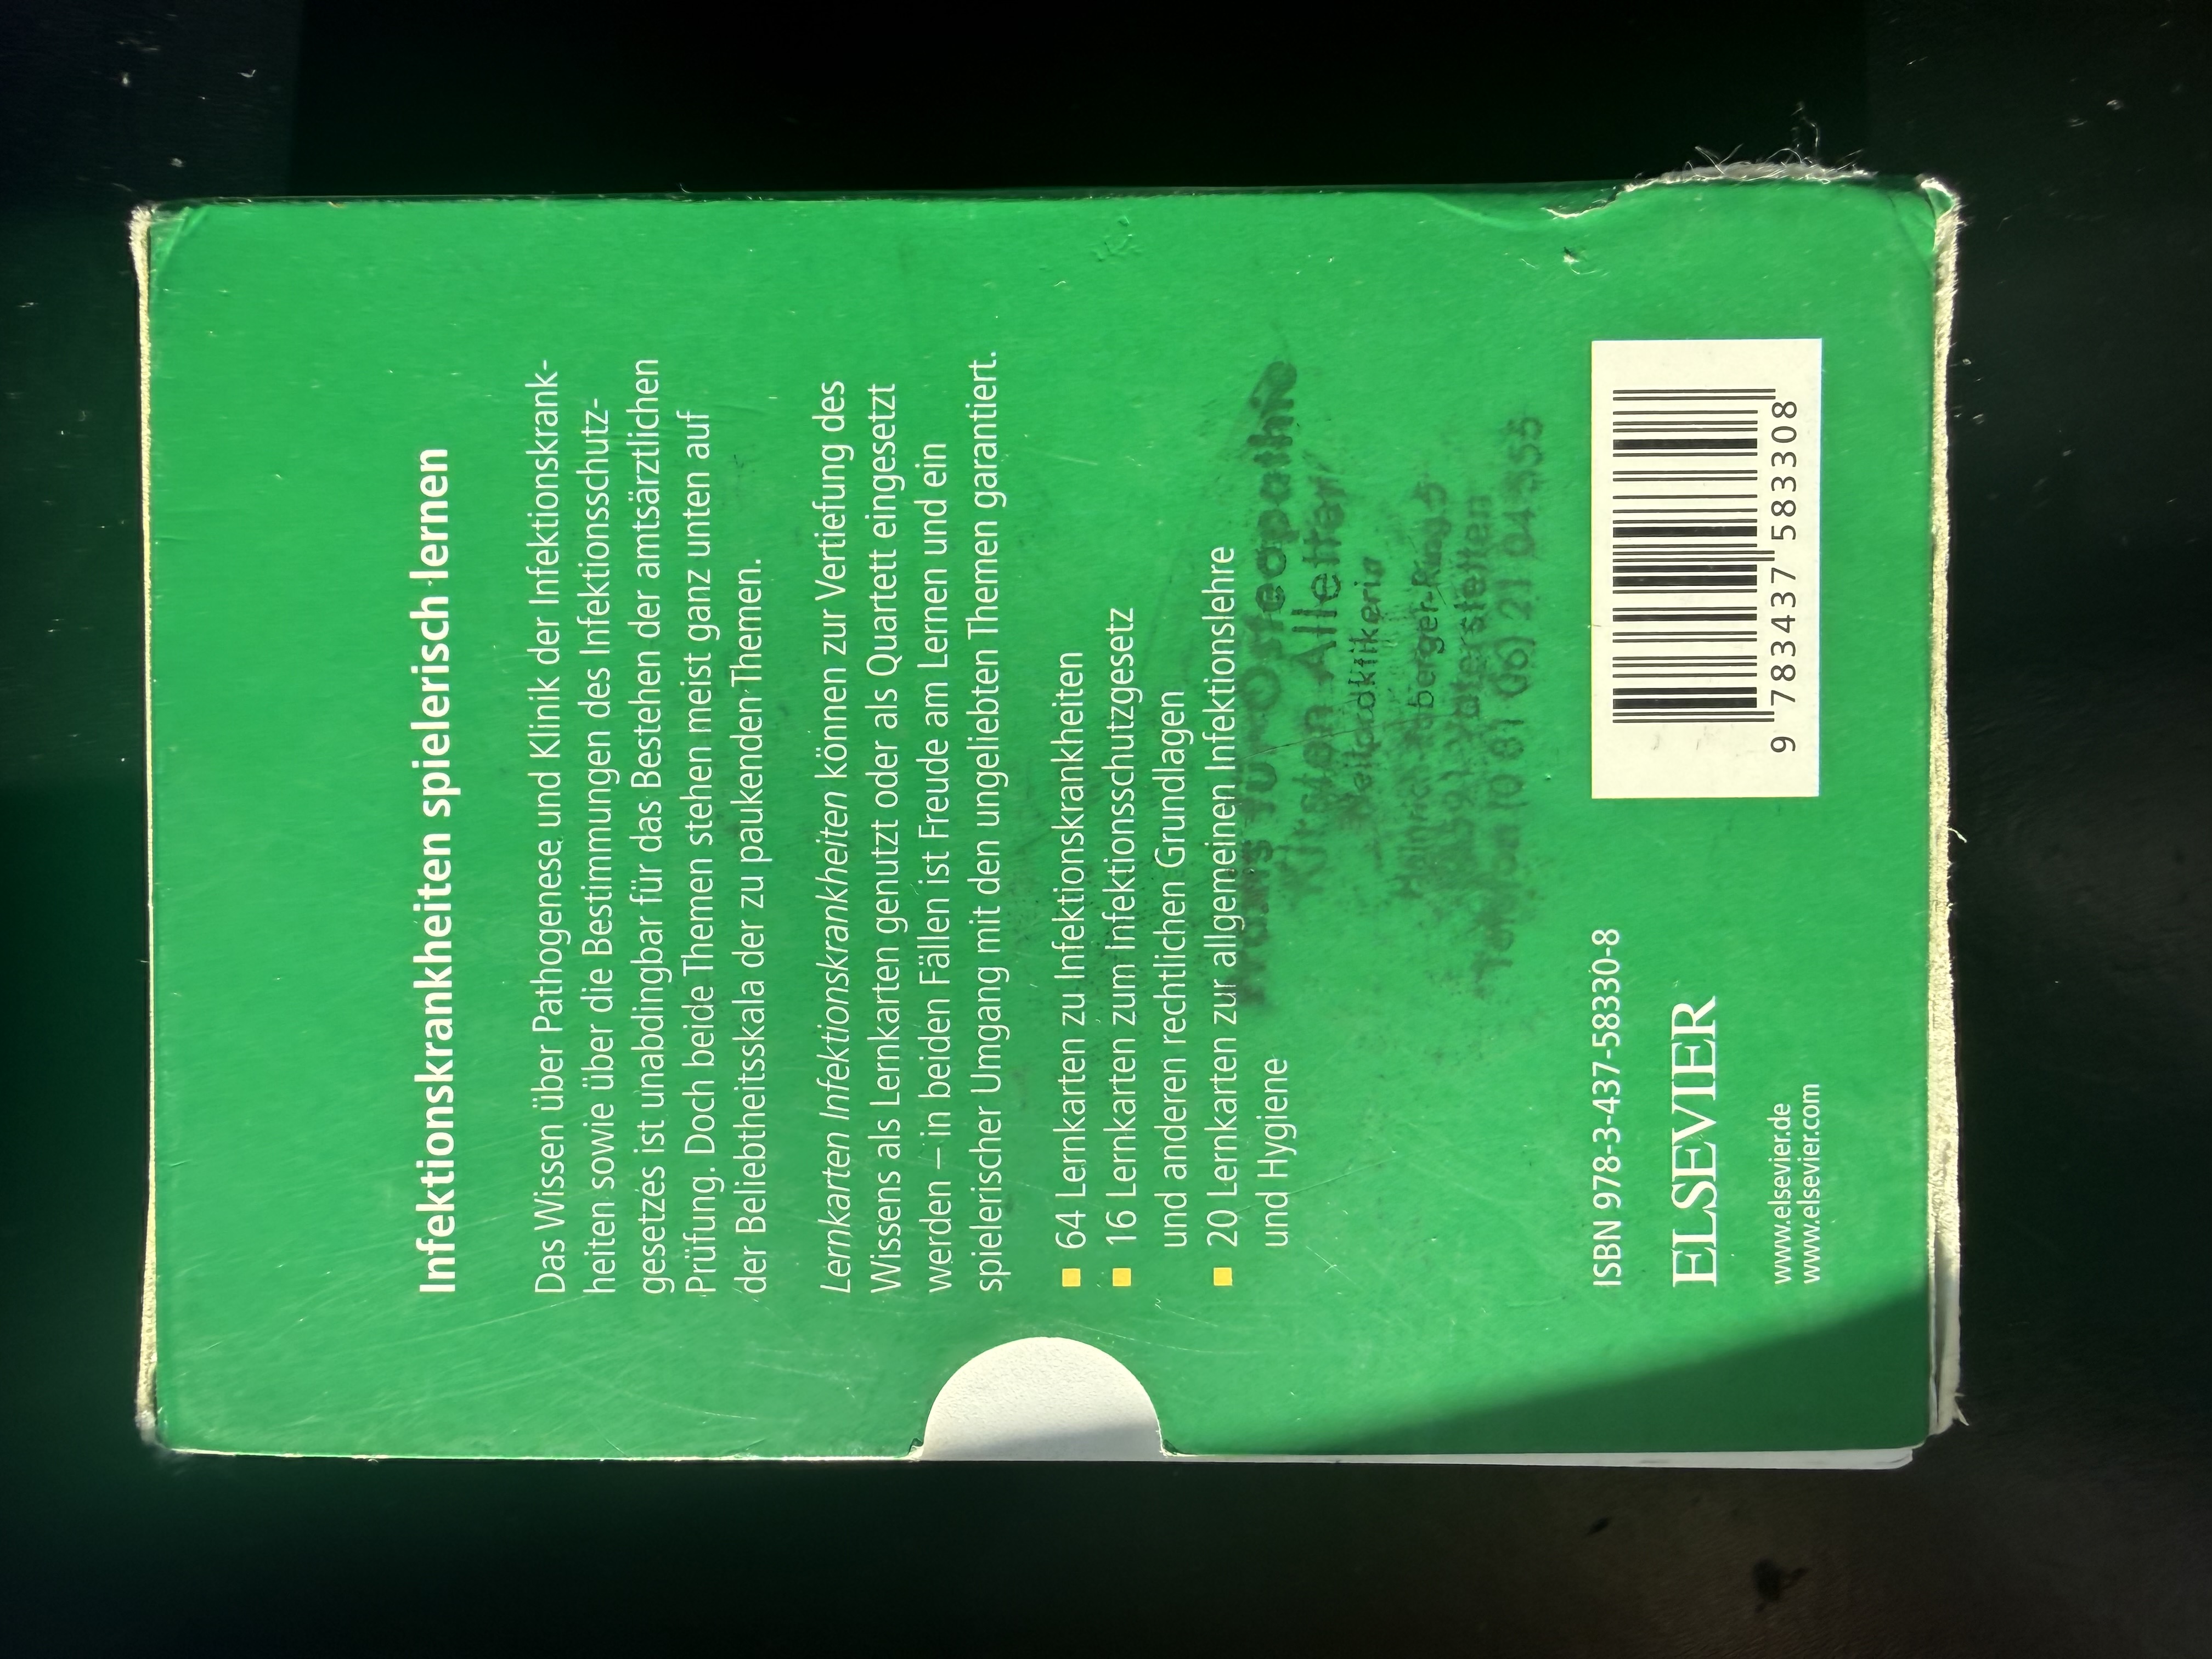 Infektionskrankheiten spielerisch lernen
Das Wissen über Pathogenese und Klinik der Infektionskrank-
heiten sowie über die Bestimmungen des Infektionsschutz-
gesetzes ist unabdingbar für das Bestehen der amtsärztlichen
Prüfung. Doch beide Themen stehen meist ganz unten auf
der Beliebtheitsskala der zu paukenden Themen.
Lernkarten Infektionskrankheiten können zur Vertiefung des
Wissens als Lernkarten genutzt oder als Quartett eingesetzt
werden – in beiden Fällen ist Freude am Lernen und ein
spielerischer Umgang mit den ungeliebten Themen garantiert.
■ 64 Lernkarten zu Infektionskrankheiten
■ 16 Lernkarten zum Infektionsschutzgesetz
und anderen rechtlichen Grundlagen
■ 20 Lernkarten zur allgemeinen Infektionslehre
und Hygiene
Osteopathie
Heilpraktikerin
ISBN 978-3-437-58330-8
ELSEVIER
www.elsevier.de
www.elsevier.com
9 783437 583308